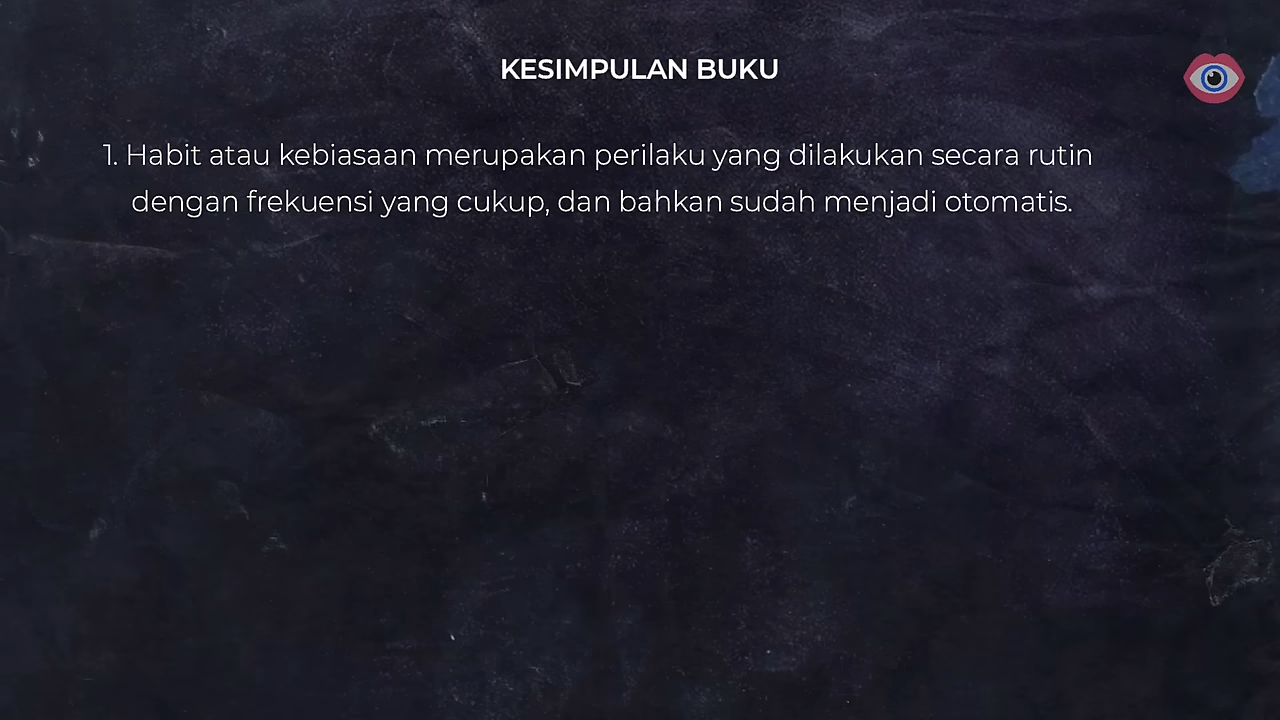 KESIMPULAN BUKU
1. Habit atau kebiasaan merupakan perilaku yang dilakukan secara rutin
dengan frekuensi yang cukup, dan bahkan sudah menjadi otomatis.